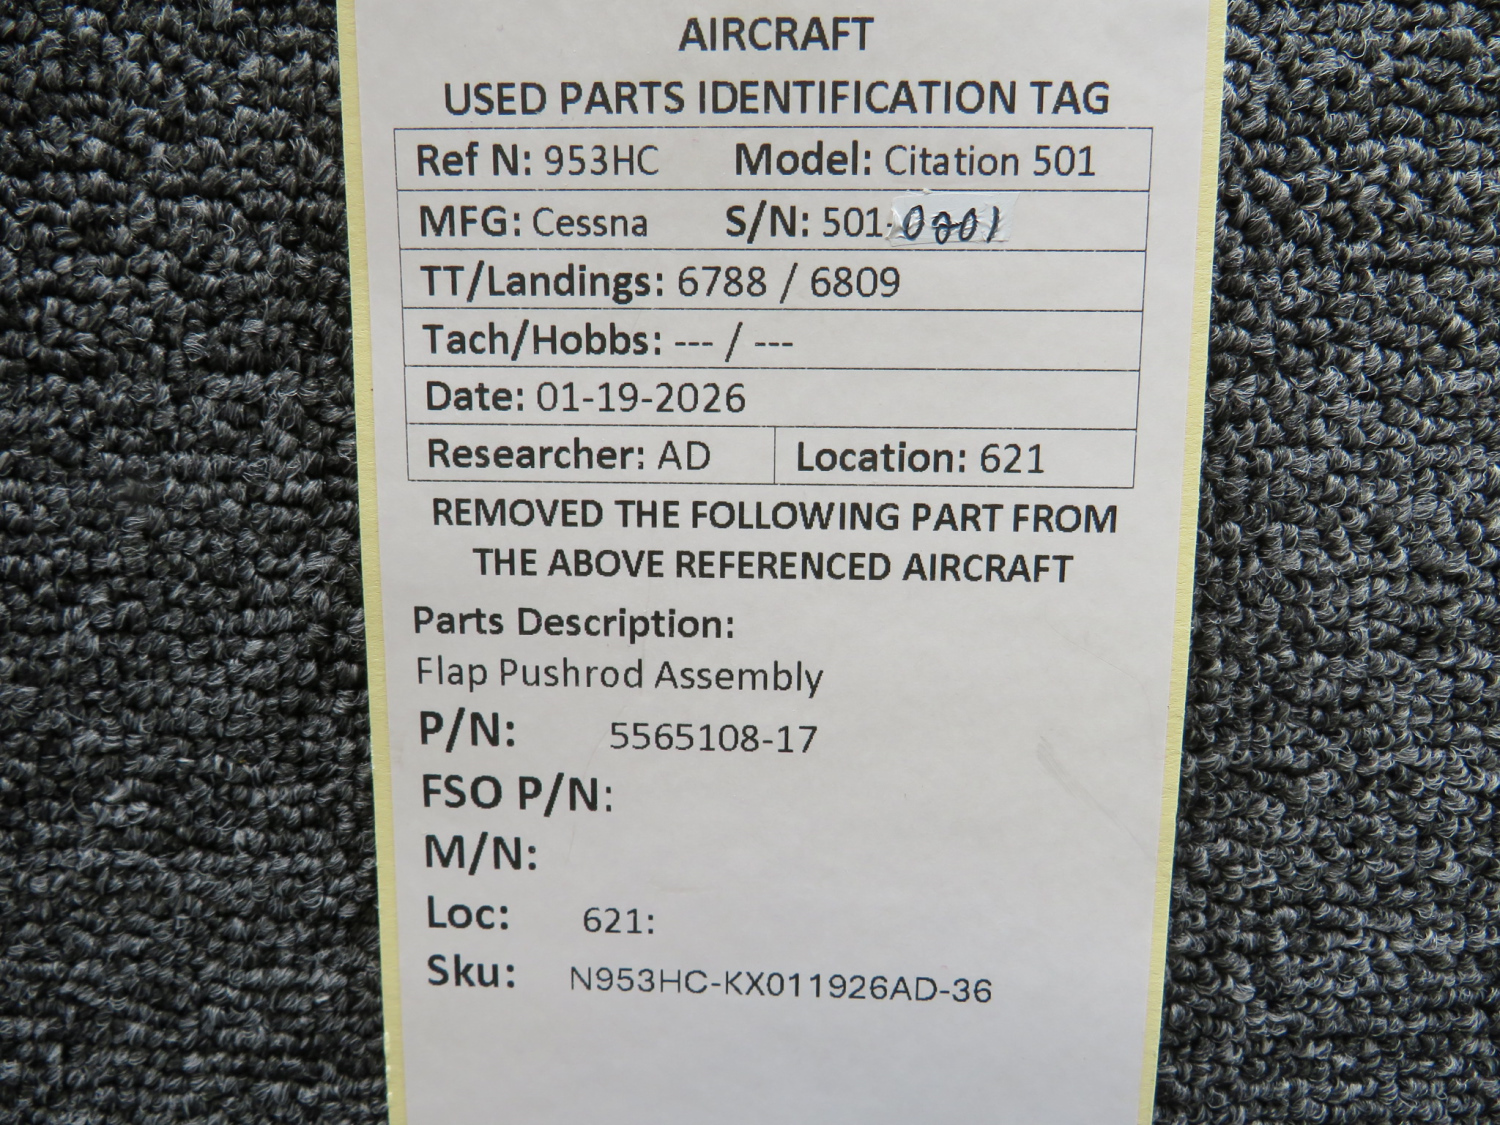 AIRCRAFT
USED PARTS IDENTIFICATION TAG
Ref N: 953HC Model: Citation 501
MFG: Cessna S/N: 501-
TT/Landings: 6788 / 6809
Tach/Hobbs: --- / ---
Date: 01-19-2026
Researcher: AD Location: 621
REMOVED THE FOLLOWING PART FROM
THE ABOVE REFERENCED AIRCRAFT
Parts Description:
Flap Pushrod Assembly
P/N: 5565108-17
FSO P/N:
M/N:
Loc: 621:
Sku: N953HC-KX011926AD-36